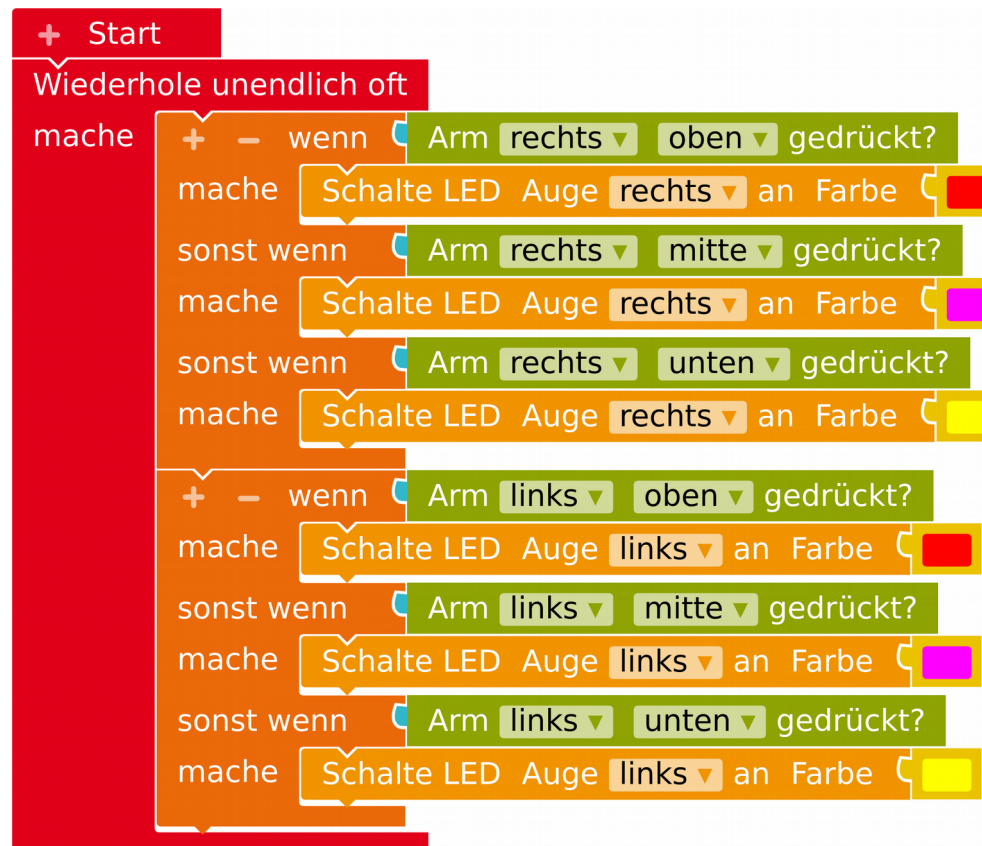 + Start
Wiederhole unendlich oft
mache + − wenn Arm rechts ▾ oben ▾ gedrückt?
mache Schalte LED Auge rechts ▾ an Farbe
sonst wenn Arm rechts ▾ mitte ▾ gedrückt?
mache Schalte LED Auge rechts ▾ an Farbe
sonst wenn Arm rechts ▾ unten ▾ gedrückt?
mache Schalte LED Auge rechts ▾ an Farbe
+ − wenn Arm links ▾ oben ▾ gedrückt?
mache Schalte LED Auge links ▾ an Farbe
sonst wenn Arm links ▾ mitte ▾ gedrückt?
mache Schalte LED Auge links ▾ an Farbe
sonst wenn Arm links ▾ unten ▾ gedrückt?
mache Schalte LED Auge links ▾ an Farbe